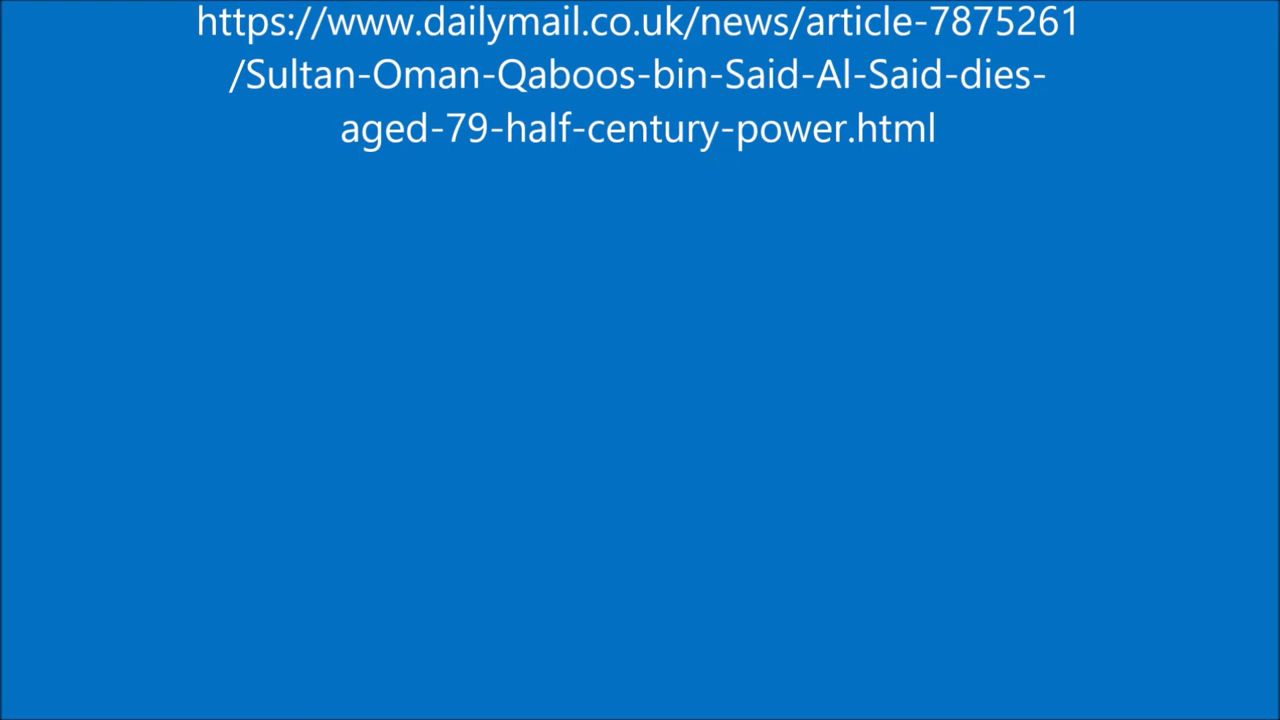 https://www.dailymail.co.uk/news/article-7875261
/Sultan-Oman-Qaboos-bin-Said-Al-Said-dies-
aged-79-half-century-power.html